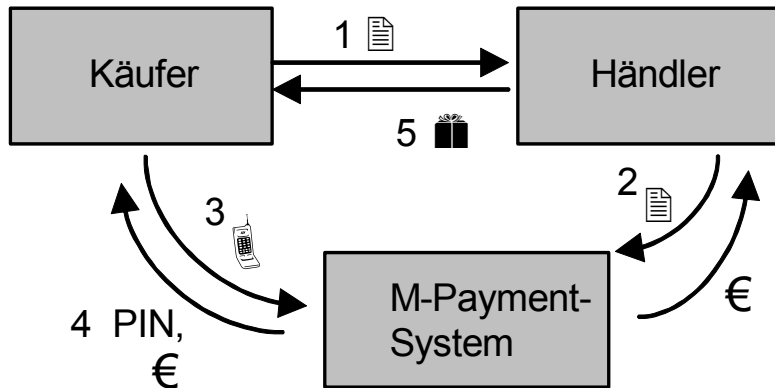 1
Käufer
Händler
5
2
3
M-Payment-
System
€
4 PIN,
€